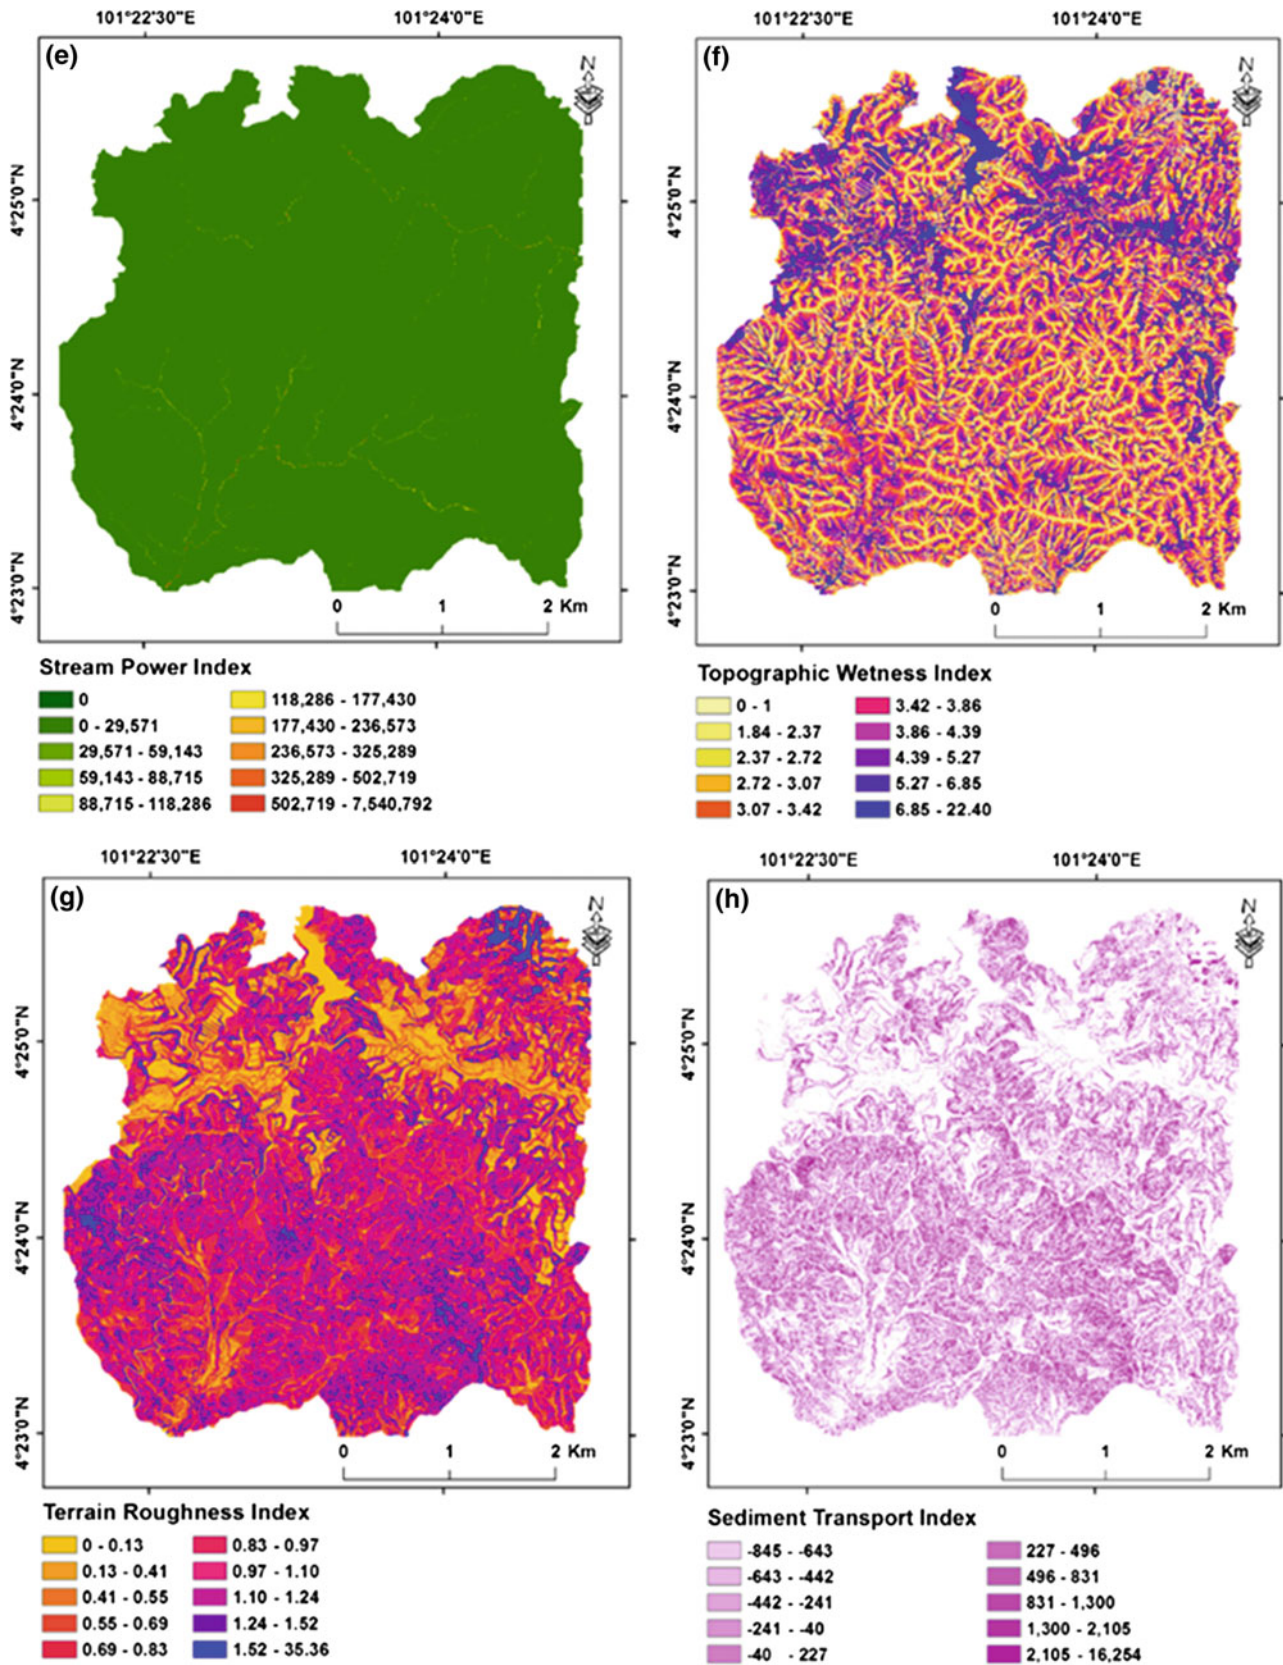 101°22'30"E 101°24'0"E
(e)
N
4°25'0"N
4°24'0"N
4°23'0"N
0 1 2 Km
Stream Power Index
0
0 - 29,571
29,571 - 59,143
59,143 - 88,715
88,715 - 118,286
118,286 - 177,430
177,430 - 236,573
236,573 - 325,289
325,289 - 502,719
502,719 - 7,540,792
101°22'30"E 101°24'0"E
(f)
N
4°25'0"N
4°24'0"N
4°23'0"N
0 1 2 Km
Topographic Wetness Index
0 - 1
1.84 - 2.37
2.37 - 2.72
2.72 - 3.07
3.07 - 3.42
3.42 - 3.86
3.86 - 4.39
4.39 - 5.27
5.27 - 6.85
6.85 - 22.40
101°22'30"E 101°24'0"E
(g)
N
4°25'0"N
4°24'0"N
4°23'0"N
0 1 2 Km
Terrain Roughness Index
0 - 0.13
0.13 - 0.41
0.41 - 0.55
0.55 - 0.69
0.69 - 0.83
0.83 - 0.97
0.97 - 1.10
1.10 - 1.24
1.24 - 1.52
1.52 - 35.36
101°22'30"E 101°24'0"E
(h)
N
4°25'0"N
4°24'0"N
4°23'0"N
0 1 2 Km
Sediment Transport Index
-845 - -643
-643 - -442
-442 - -241
-241 - -40
-40 - 227
227 - 496
496 - 831
831 - 1,300
1,300 - 2,105
2,105 - 16,254